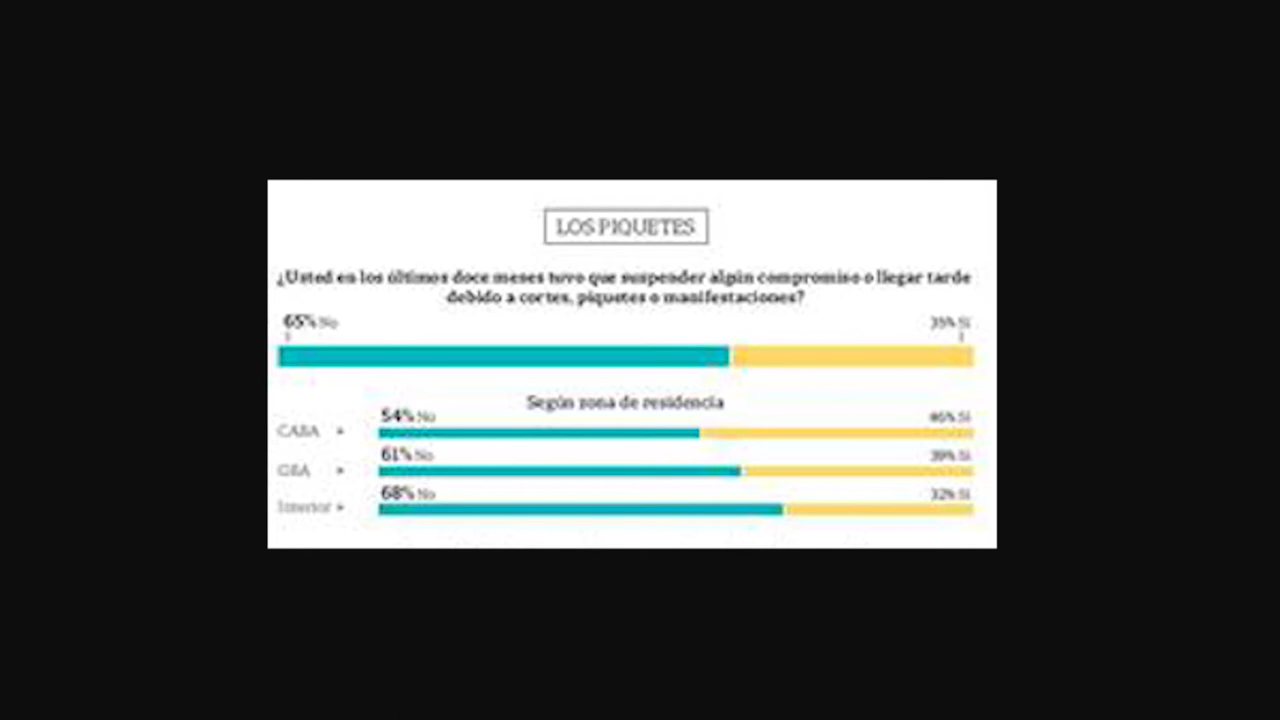 LOS PIQUETES
¿Usted en los últimos doce meses tuvo que suspender algún compromiso o llegar tarde
debido a cortes, piquetes o manifestaciones?
65% No 35% Sí
Según zona de residencia
54% No 46% Sí
CABA
61% No 39% Sí
GBA
68% No 32% Sí
Interior